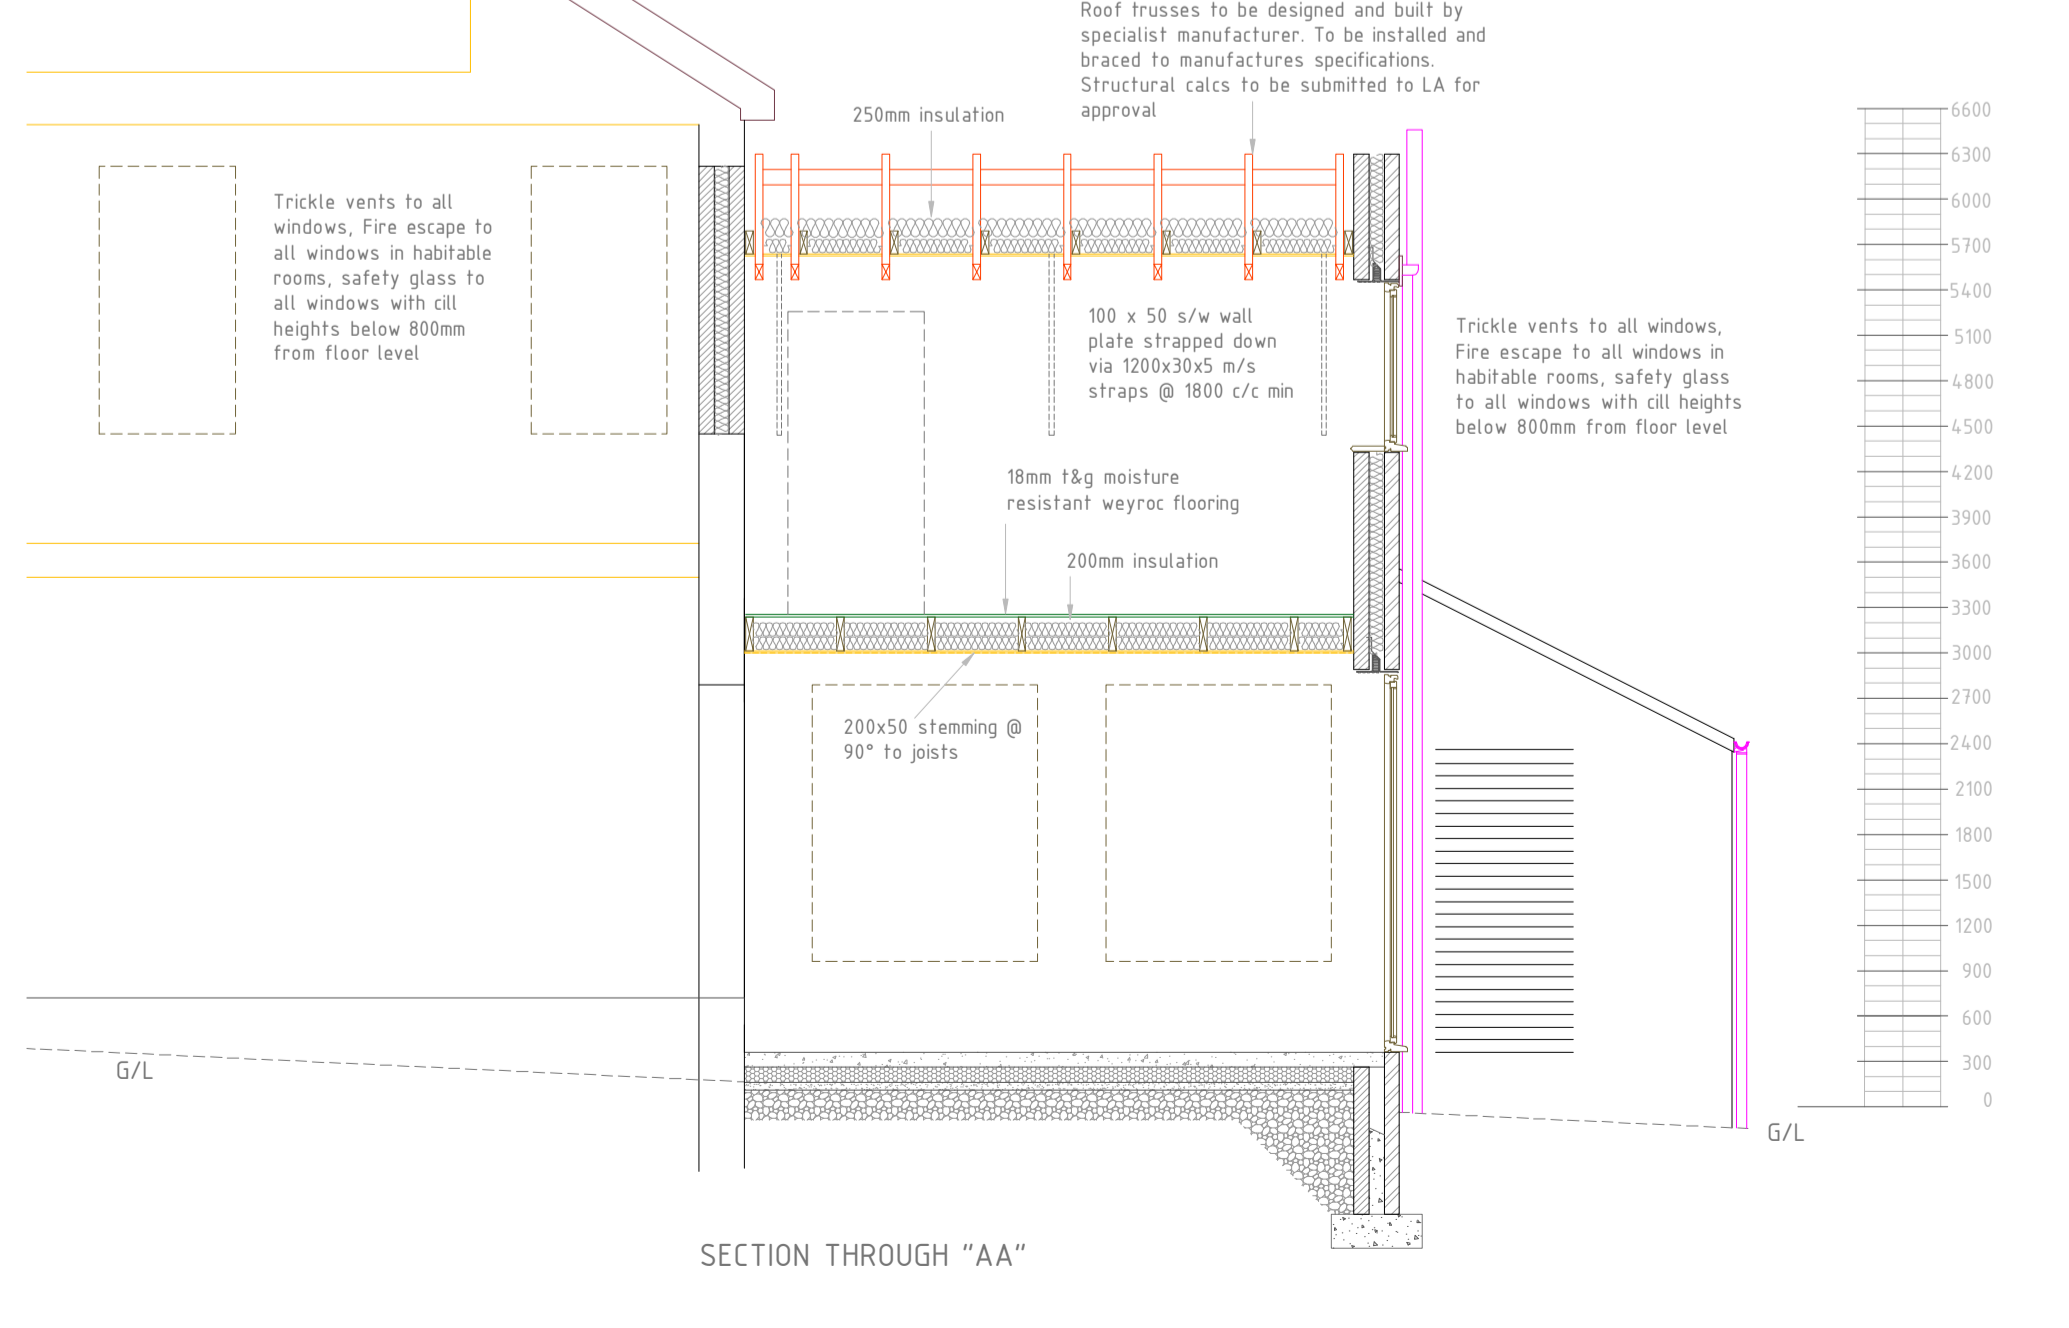 Roof trusses to be designed and built by
specialist manufacturer. To be installed and
braced to manufactures specifications.
Structural calcs to be submitted to LA for
approval
250mm insulation
Trickle vents to all
windows, Fire escape to
all windows in habitable
rooms, safety glass to
all windows with cill
heights below 800mm
from floor level
100 x 50 s/w wall
plate strapped down
via 1200x30x5 m/s
straps @ 1800 c/c min
Trickle vents to all windows,
Fire escape to all windows in
habitable rooms, safety glass
to all windows with cill heights
below 800mm from floor level
18mm t&g moisture
resistant weyroc flooring
200mm insulation
200x50 stemming @
90° to joists
6600
6300
6000
5700
5400
5100
4800
4500
4200
3900
3600
3300
3000
2700
2400
2100
1800
1500
1200
900
600
300
0
G/L
G/L
SECTION THROUGH "AA"